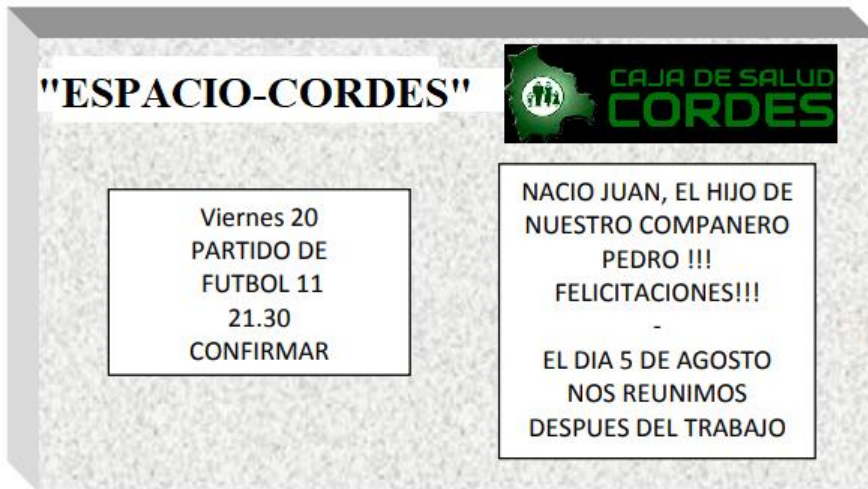 "ESPACIO-CORDES"
CAJA DE SALUD
CORDES
Viernes 20
PARTIDO DE
FUTBOL 11
21.30
CONFIRMAR
NACIO JUAN, EL HIJO DE
NUESTRO COMPANERO
PEDRO !!!
FELICITACIONES!!!
-
EL DIA 5 DE AGOSTO
NOS REUNIMOS
DESPUES DEL TRABAJO